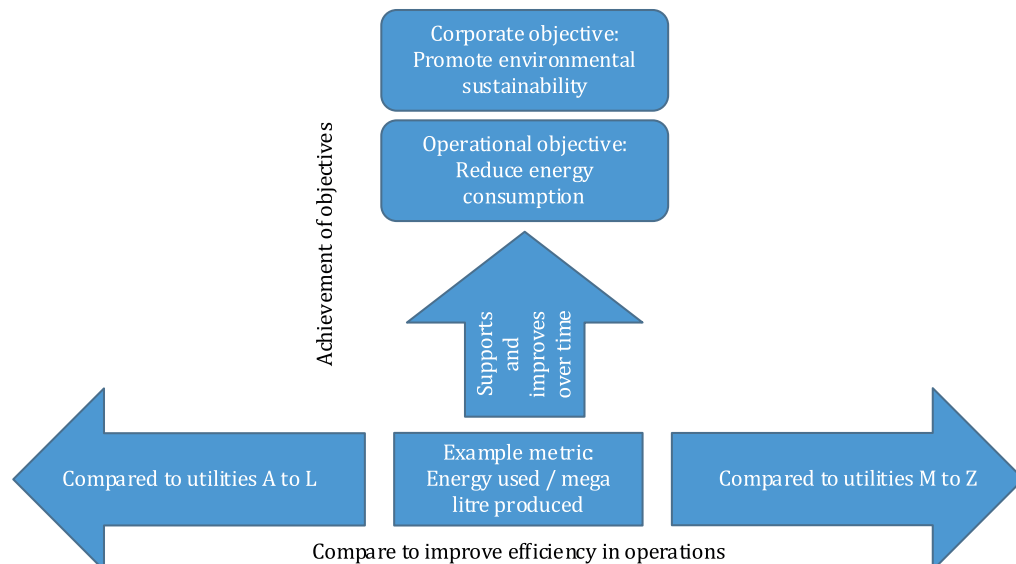 Corporate objective:
Promote environmental
sustainability
Operational objective:
Reduce energy
consumption
Achievement of objectives
Supports
and
improves
over time
Compared to utilities A to L
Example metric:
Energy used / mega
litre produced
Compared to utilities M to Z
Compare to improve efficiency in operations